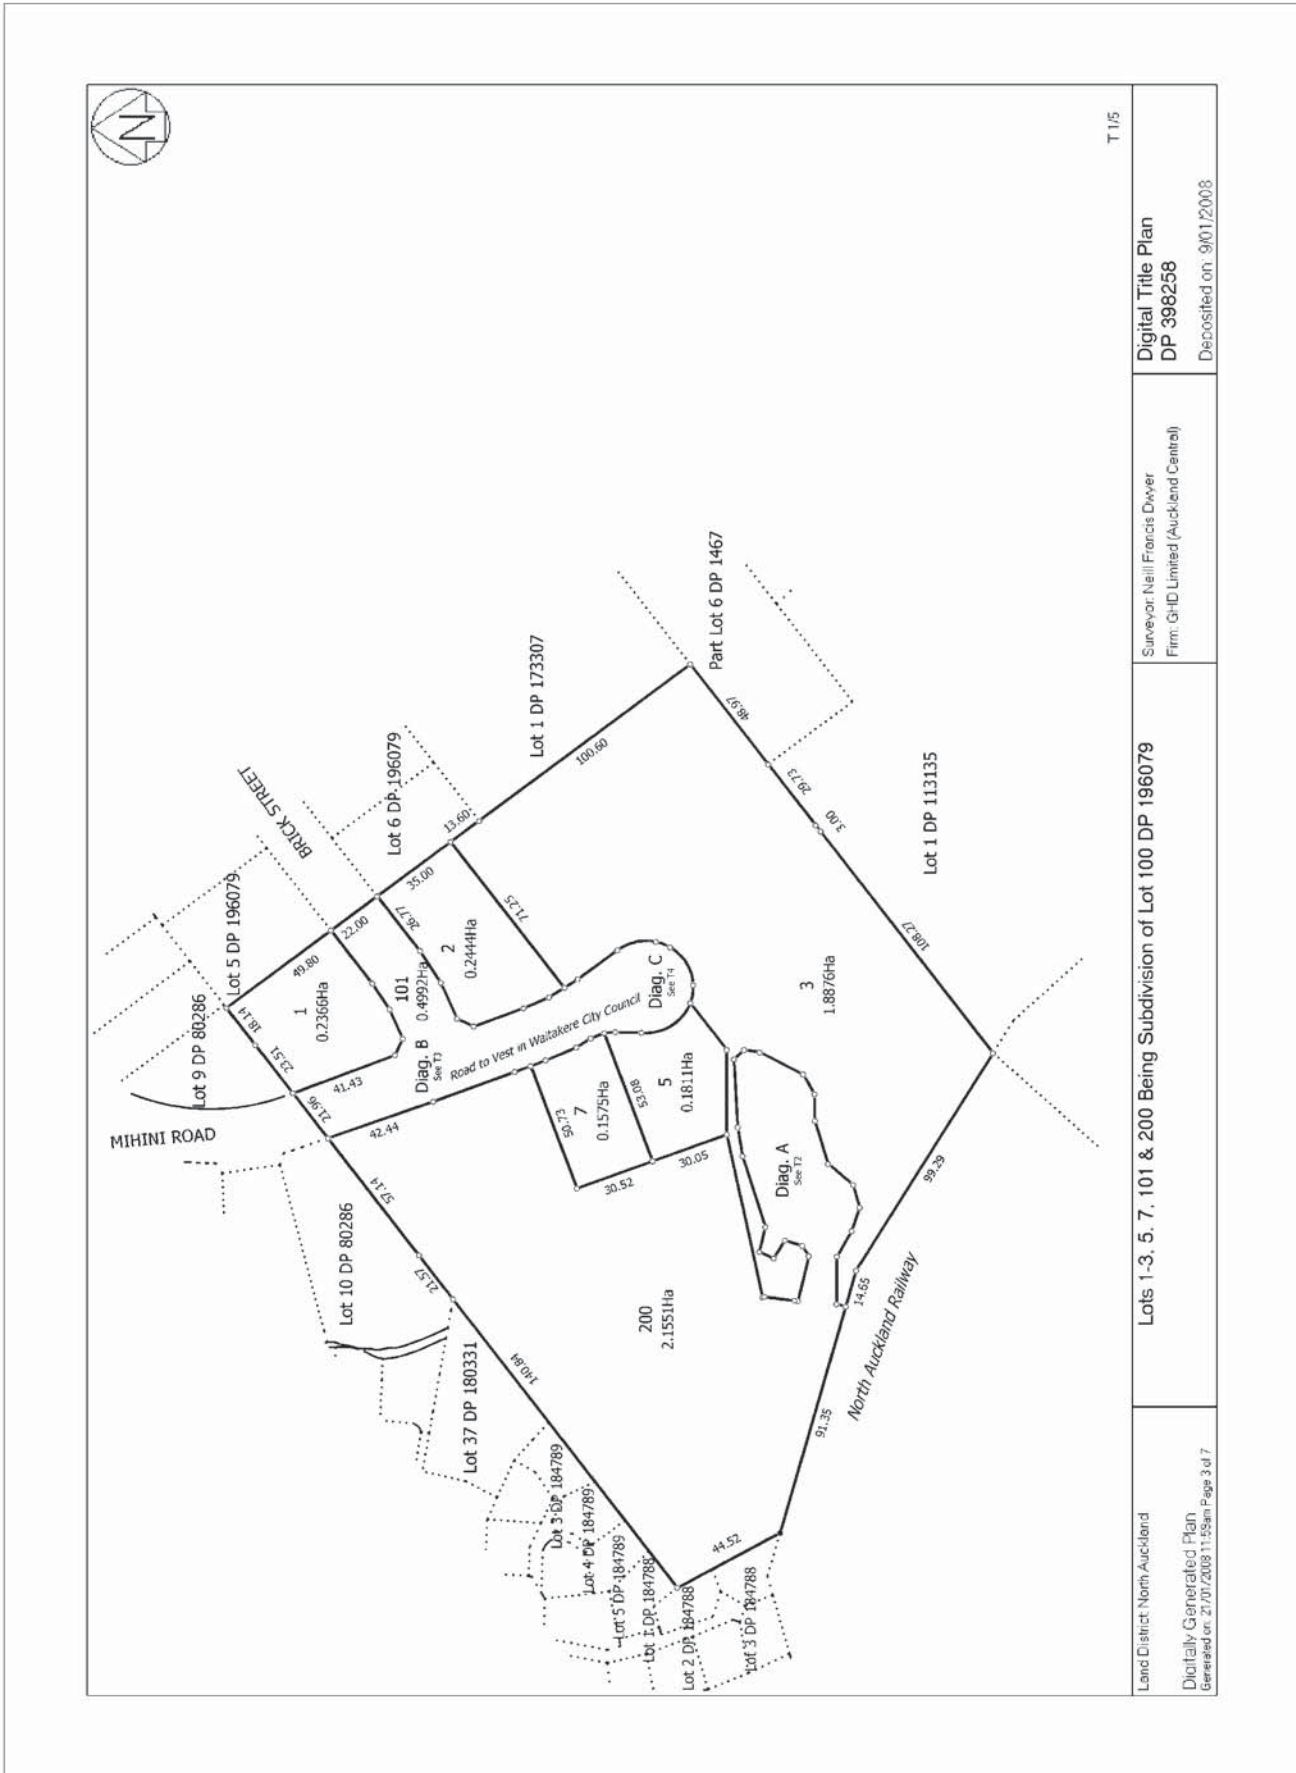 N
T 1/5
Lot 9 DP 80286
Lot 5 DP 196079
BRICK STREET
Lot 6 DP 196079
Lot 1 DP 173307
Part Lot 6 DP 1467
Lot 1 DP 113135
MIHINI ROAD
Lot 10 DP 80286
Lot 37 DP 180331
Lot 3 DP 184789
Lot 4 DP 184789
Lot 5 DP 184789
Lot 1 DP 184788
Lot 2 DP 184788
Lot 3 DP 184788
18.14
23.51
21.96
49.80
22.00
35.00
13.60
100.60
48.97
29.73
3.00
108.27
99.29
14.65
91.35
44.52
140.84
21.57
57.14
42.44
41.43
26.77
71.25
50.73
53.08
30.52
30.05
1
0.2366Ha
101
0.4992Ha
2
0.2444Ha
3
1.8876Ha
5
0.1811Ha
7
0.1575Ha
200
2.1551Ha
Diag. A
See T2
Diag. B
See T3
Diag. C
See T4
Road to Vest in Waitakere City Council
North Auckland Railway
Land District: North Auckland
Digitally Generated Plan
Generated on: 21/01/2008 11:59am Page 3 of 7
Lots 1-3, 5, 7, 101 & 200 Being Subdivision of Lot 100 DP 196079
Surveyor: Neill Francis Dwyer
Firm: GHD Limited (Auckland Central)
Digital Title Plan
DP 398258
Deposited on: 9/01/2008